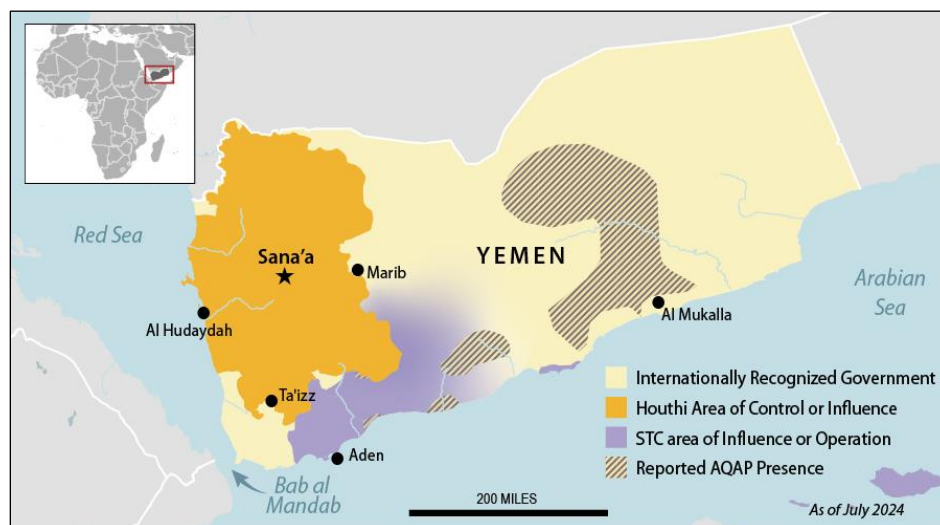 Red Sea
Sana'a
Marib
YEMEN
Arabian
Sea
Al Hudaydah
Al Mukalla
Ta'izz
Aden
Bab al
Mandab
Internationally Recognized Government
Houthi Area of Control or Influence
STC area of Influence or Operation
Reported AQAP Presence
200 MILES
As of July 2024